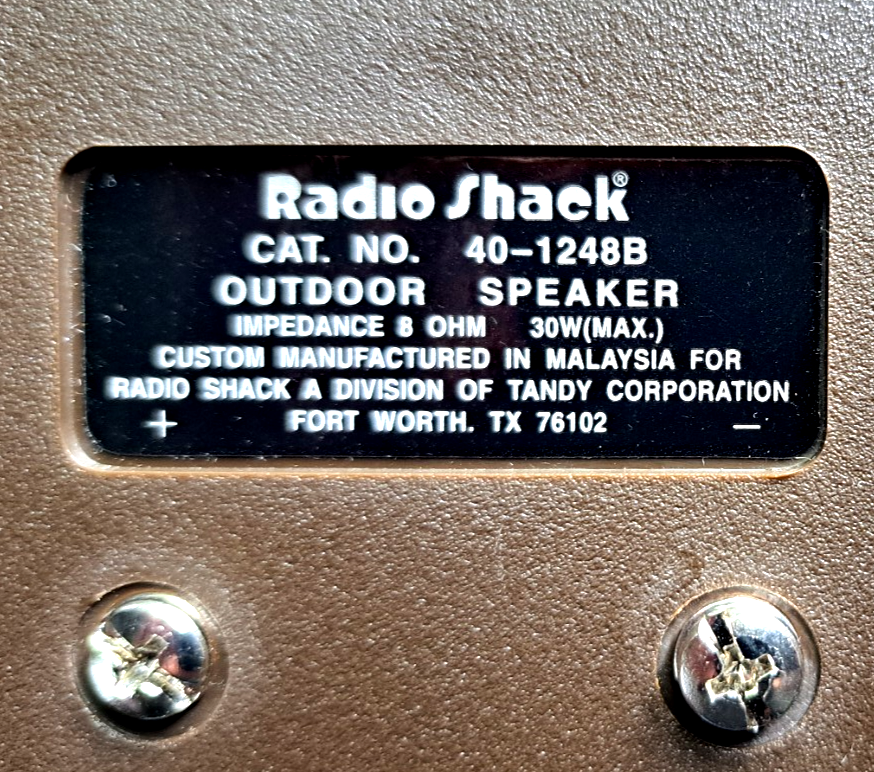 Radio Shack®
CAT. NO. 40-1248B
OUTDOOR SPEAKER
IMPEDANCE 8 OHM 30W(MAX.)
CUSTOM MANUFACTURED IN MALAYSIA FOR
RADIO SHACK A DIVISION OF TANDY CORPORATION
+ FORT WORTH. TX 76102 −